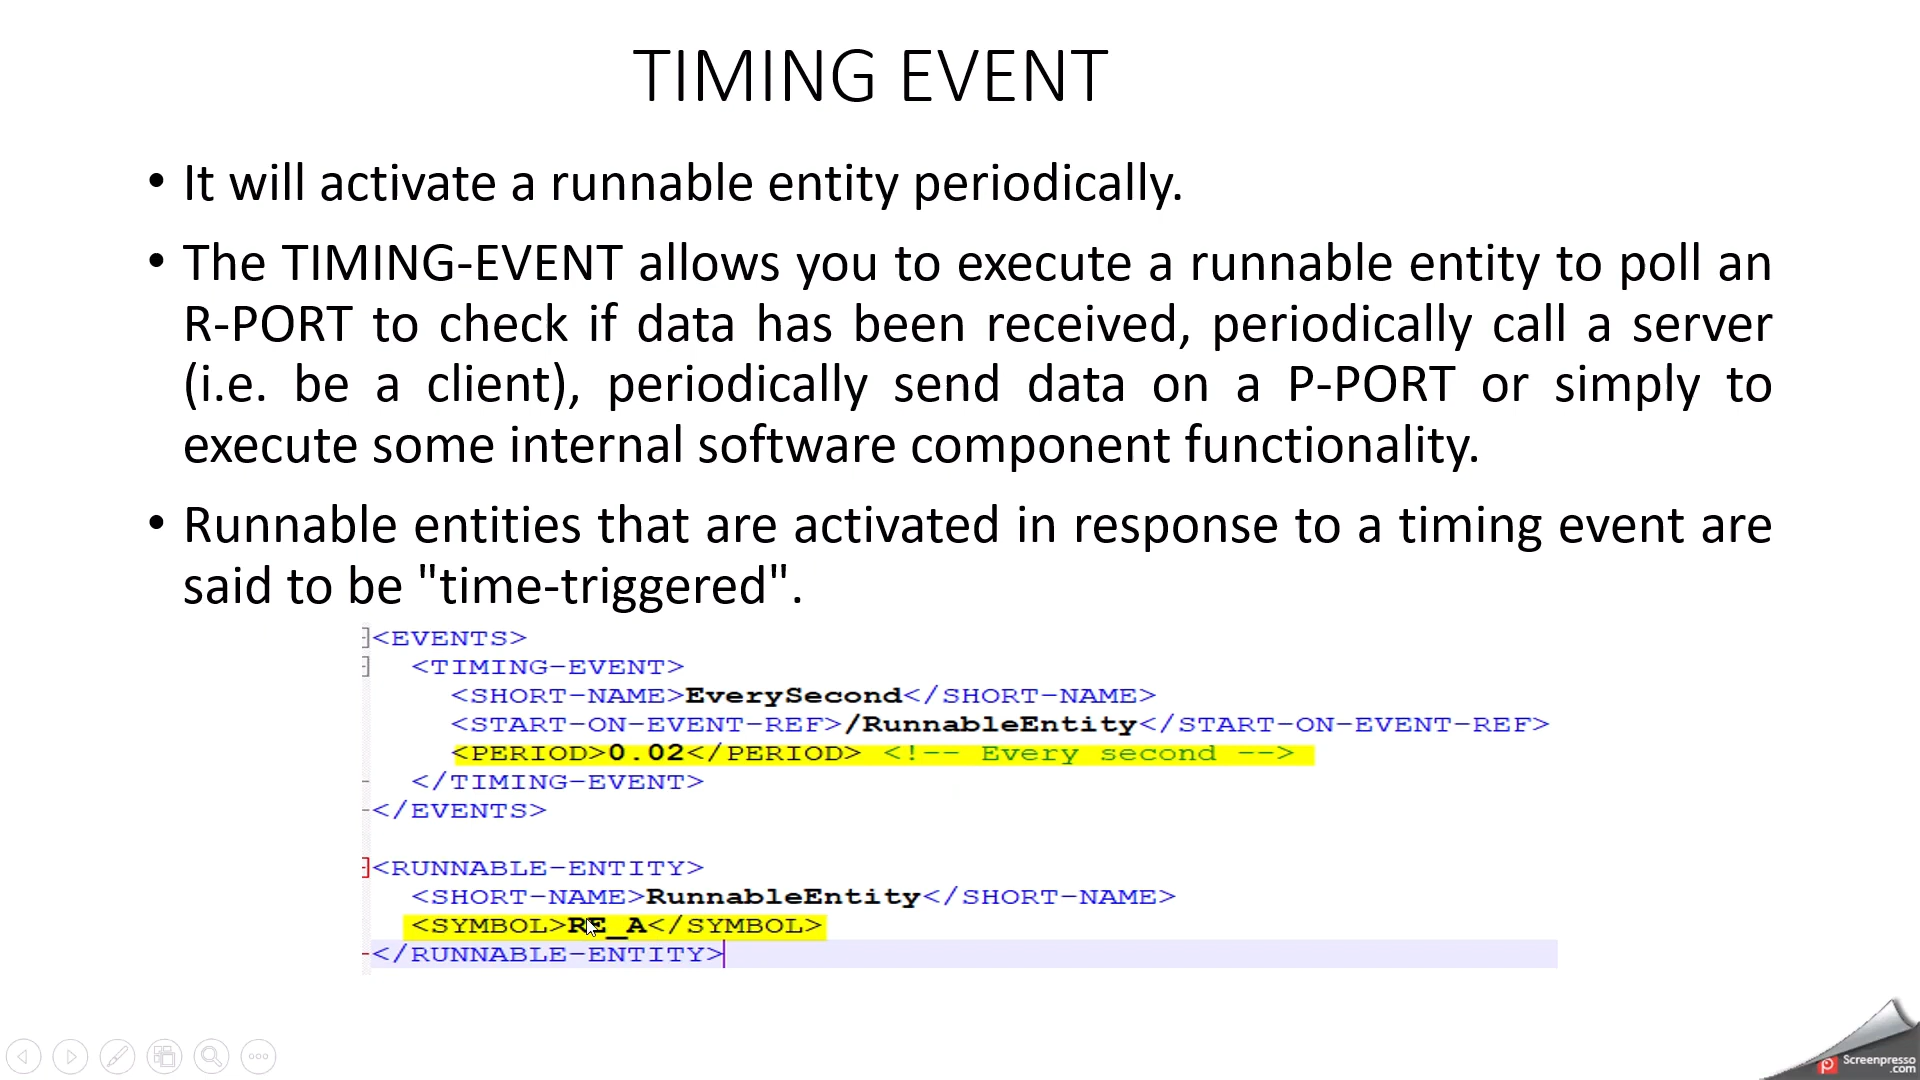 TIMING EVENT
• It will activate a runnable entity periodically.
• The TIMING-EVENT allows you to execute a runnable entity to poll an
R-PORT to check if data has been received, periodically call a server
(i.e. be a client), periodically send data on a P-PORT or simply to
execute some internal software component functionality.
• Runnable entities that are activated in response to a timing event are
said to be "time-triggered".
<EVENTS>
<TIMING-EVENT>
<SHORT-NAME>EverySecond</SHORT-NAME>
<START-ON-EVENT-REF>/RunnableEntity</START-ON-EVENT-REF>
<PERIOD>0.02</PERIOD> <!-- Every second -->
</TIMING-EVENT>
</EVENTS>
<RUNNABLE-ENTITY>
<SHORT-NAME>RunnableEntity</SHORT-NAME>
<SYMBOL>RE_A</SYMBOL>
</RUNNABLE-ENTITY>
Screenpresso
.com